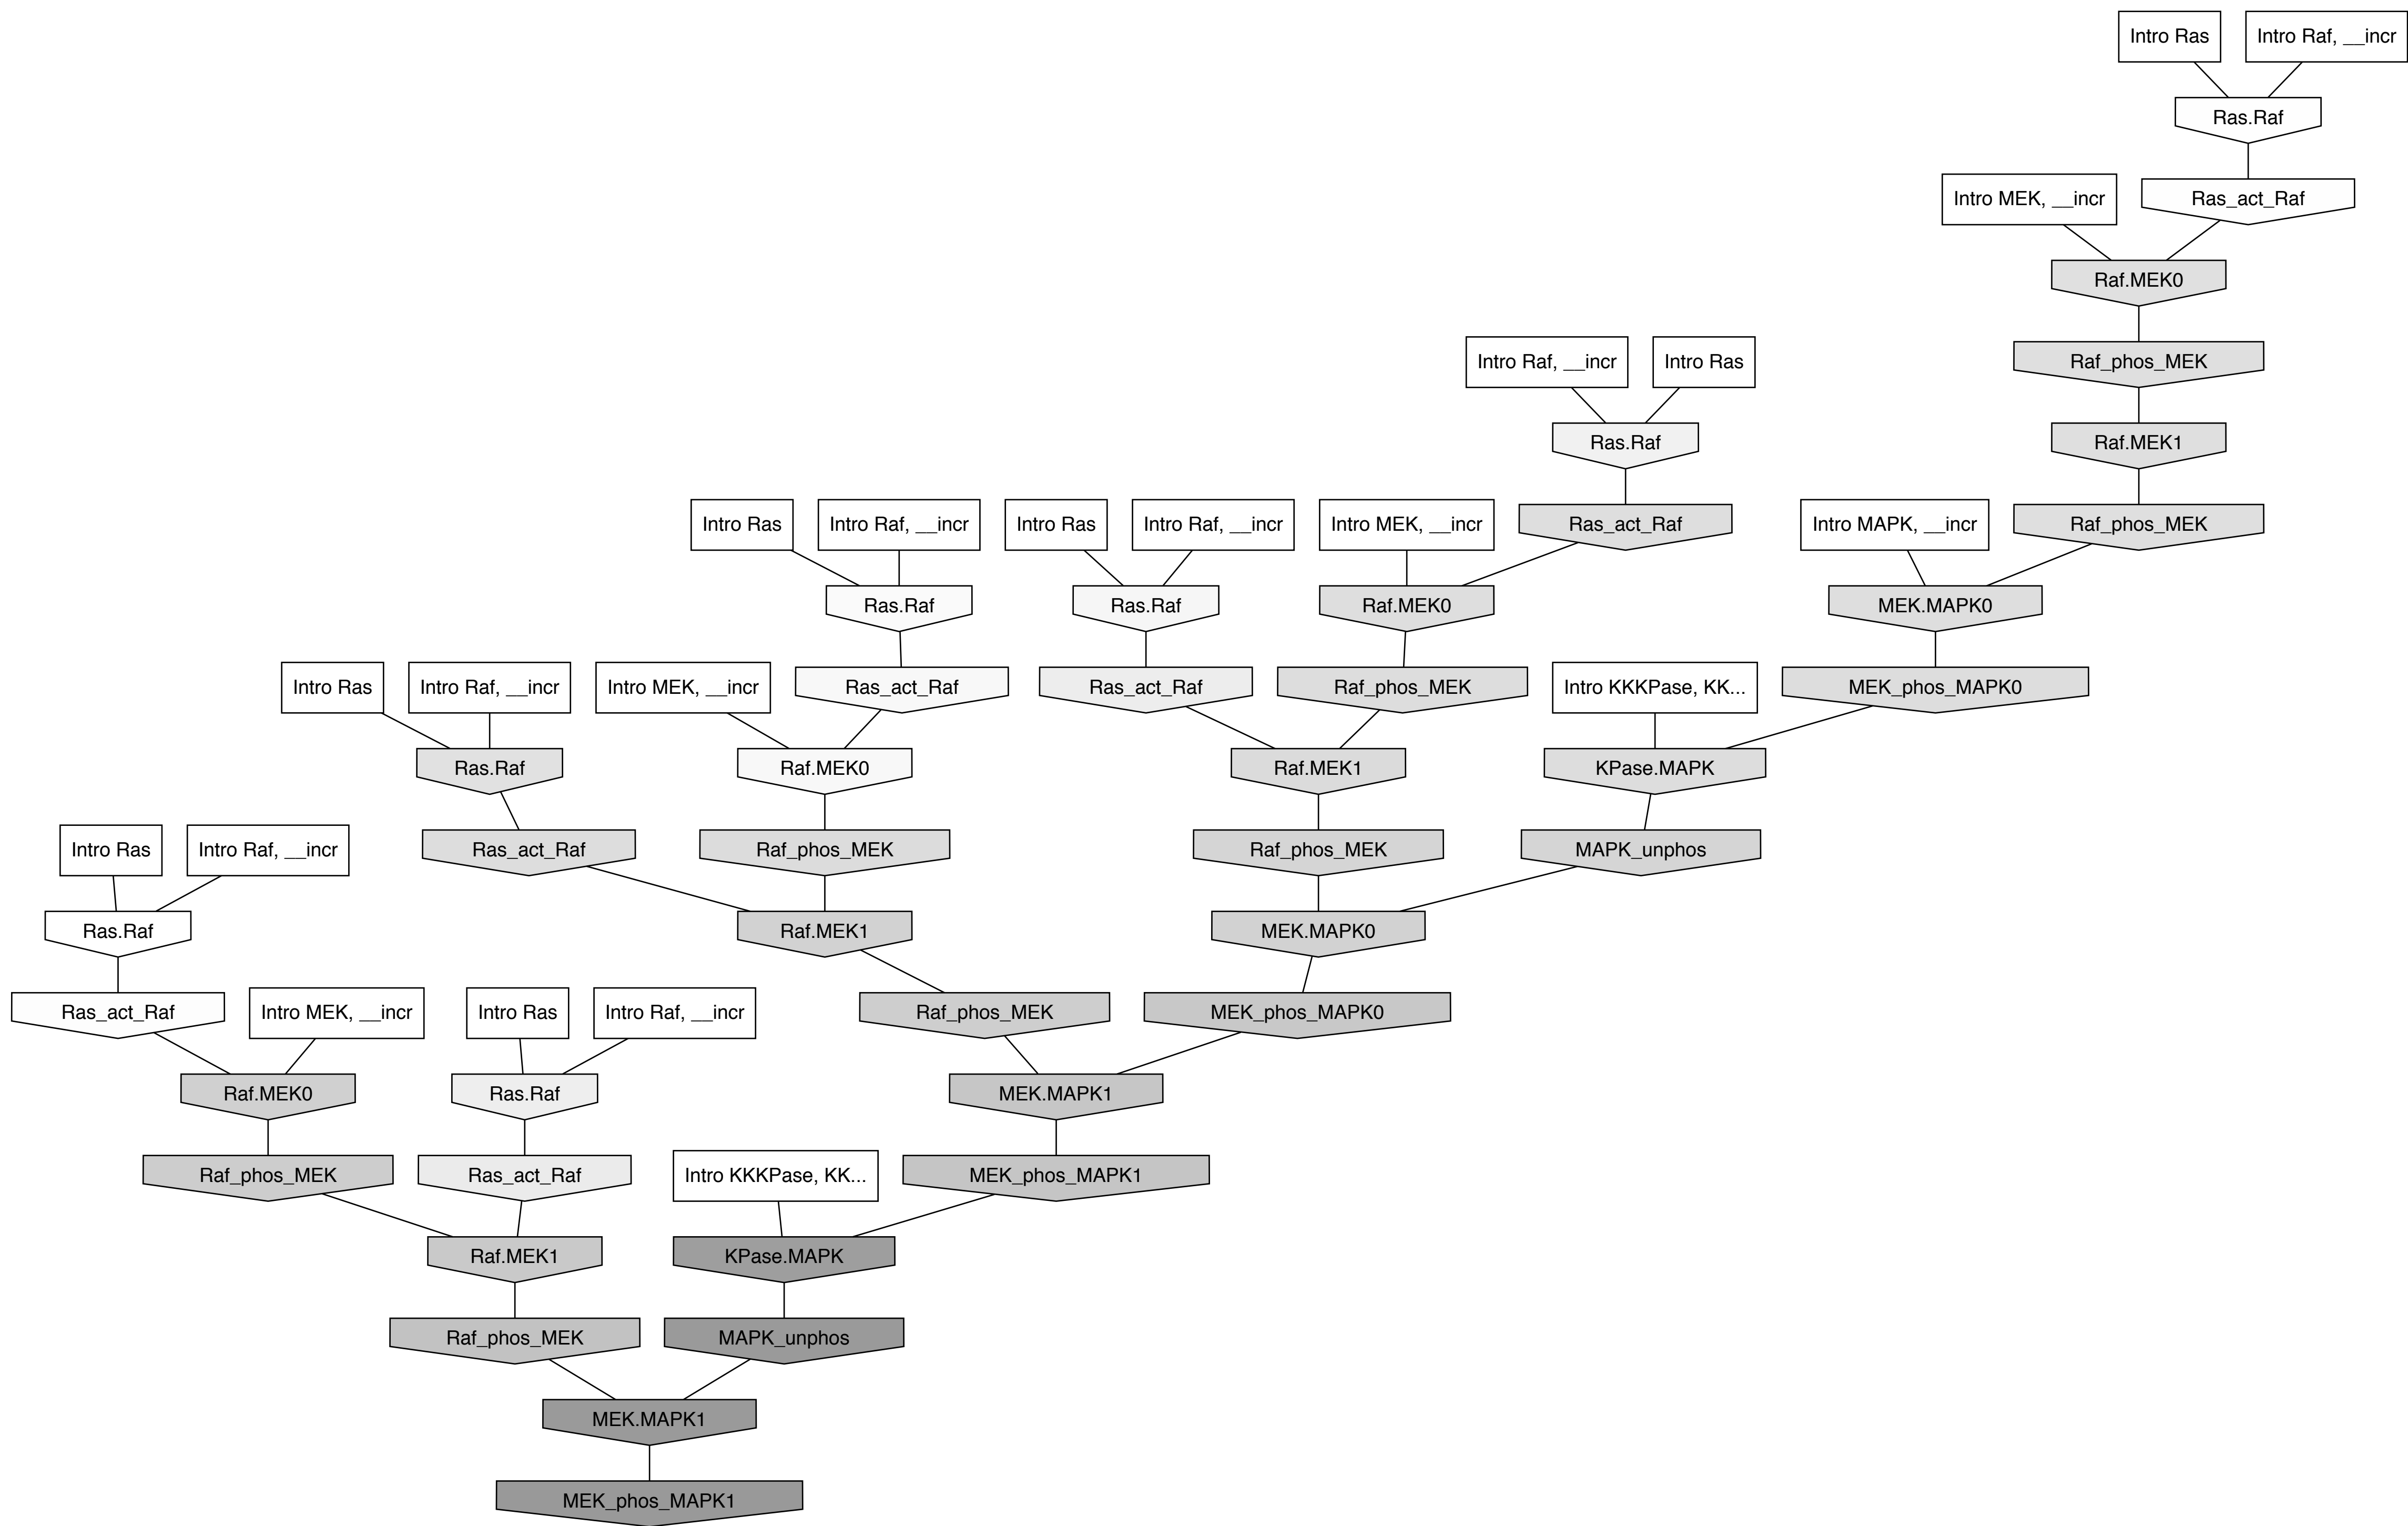 Intro Ras
Intro Raf, __incr
Ras.Raf
Intro MEK, __incr
Ras_act_Raf
Raf.MEK0
Intro Raf, __incr
Intro Ras
Raf_phos_MEK
Ras.Raf
Raf.MEK1
Intro Ras
Intro Raf, __incr
Intro Ras
Intro Raf, __incr
Intro MEK, __incr
Ras_act_Raf
Intro MAPK, __incr
Raf_phos_MEK
Ras.Raf
Ras.Raf
Raf.MEK0
MEK.MAPK0
Intro Ras
Intro Raf, __incr
Intro MEK, __incr
Ras_act_Raf
Ras_act_Raf
Raf_phos_MEK
Intro KKKPase, KK...
MEK_phos_MAPK0
Ras.Raf
Raf.MEK0
Raf.MEK1
KPase.MAPK
Intro Ras
Intro Raf, __incr
Ras_act_Raf
Raf_phos_MEK
Raf_phos_MEK
MAPK_unphos
Ras.Raf
Raf.MEK1
MEK.MAPK0
Ras_act_Raf
Intro MEK, __incr
Intro Ras
Intro Raf, __incr
Raf_phos_MEK
MEK_phos_MAPK0
Raf.MEK0
Ras.Raf
MEK.MAPK1
Raf_phos_MEK
Ras_act_Raf
Intro KKKPase, KK...
MEK_phos_MAPK1
Raf.MEK1
KPase.MAPK
Raf_phos_MEK
MAPK_unphos
MEK.MAPK1
MEK_phos_MAPK1